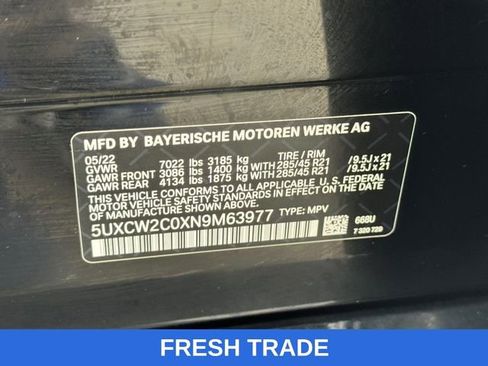 MFD BY BAYERISCHE MOTOREN WERKE AG
05/22 7022 lbs 3185 kg TIRE / RIM
GVWR
GAWR FRONT 3086 lbs 1400 kg WITH 285/45 R21 /9.5J x 21
GAWR REAR 4134 lbs 1875 kg WITH 285/45 R21 /9.5J x 21
THIS VEHICLE CONFORMS TO ALL APPLICABLE U.S. FEDERAL
MOTOR VEHICLE SAFETY STANDARDS IN EFFECT ON THE
DATE OF MANUFACTURE SHOWN ABOVE.
5UXCW2C0XN9M63977 TYPE: MPV
668U
7 320 729
FRESH TRADE